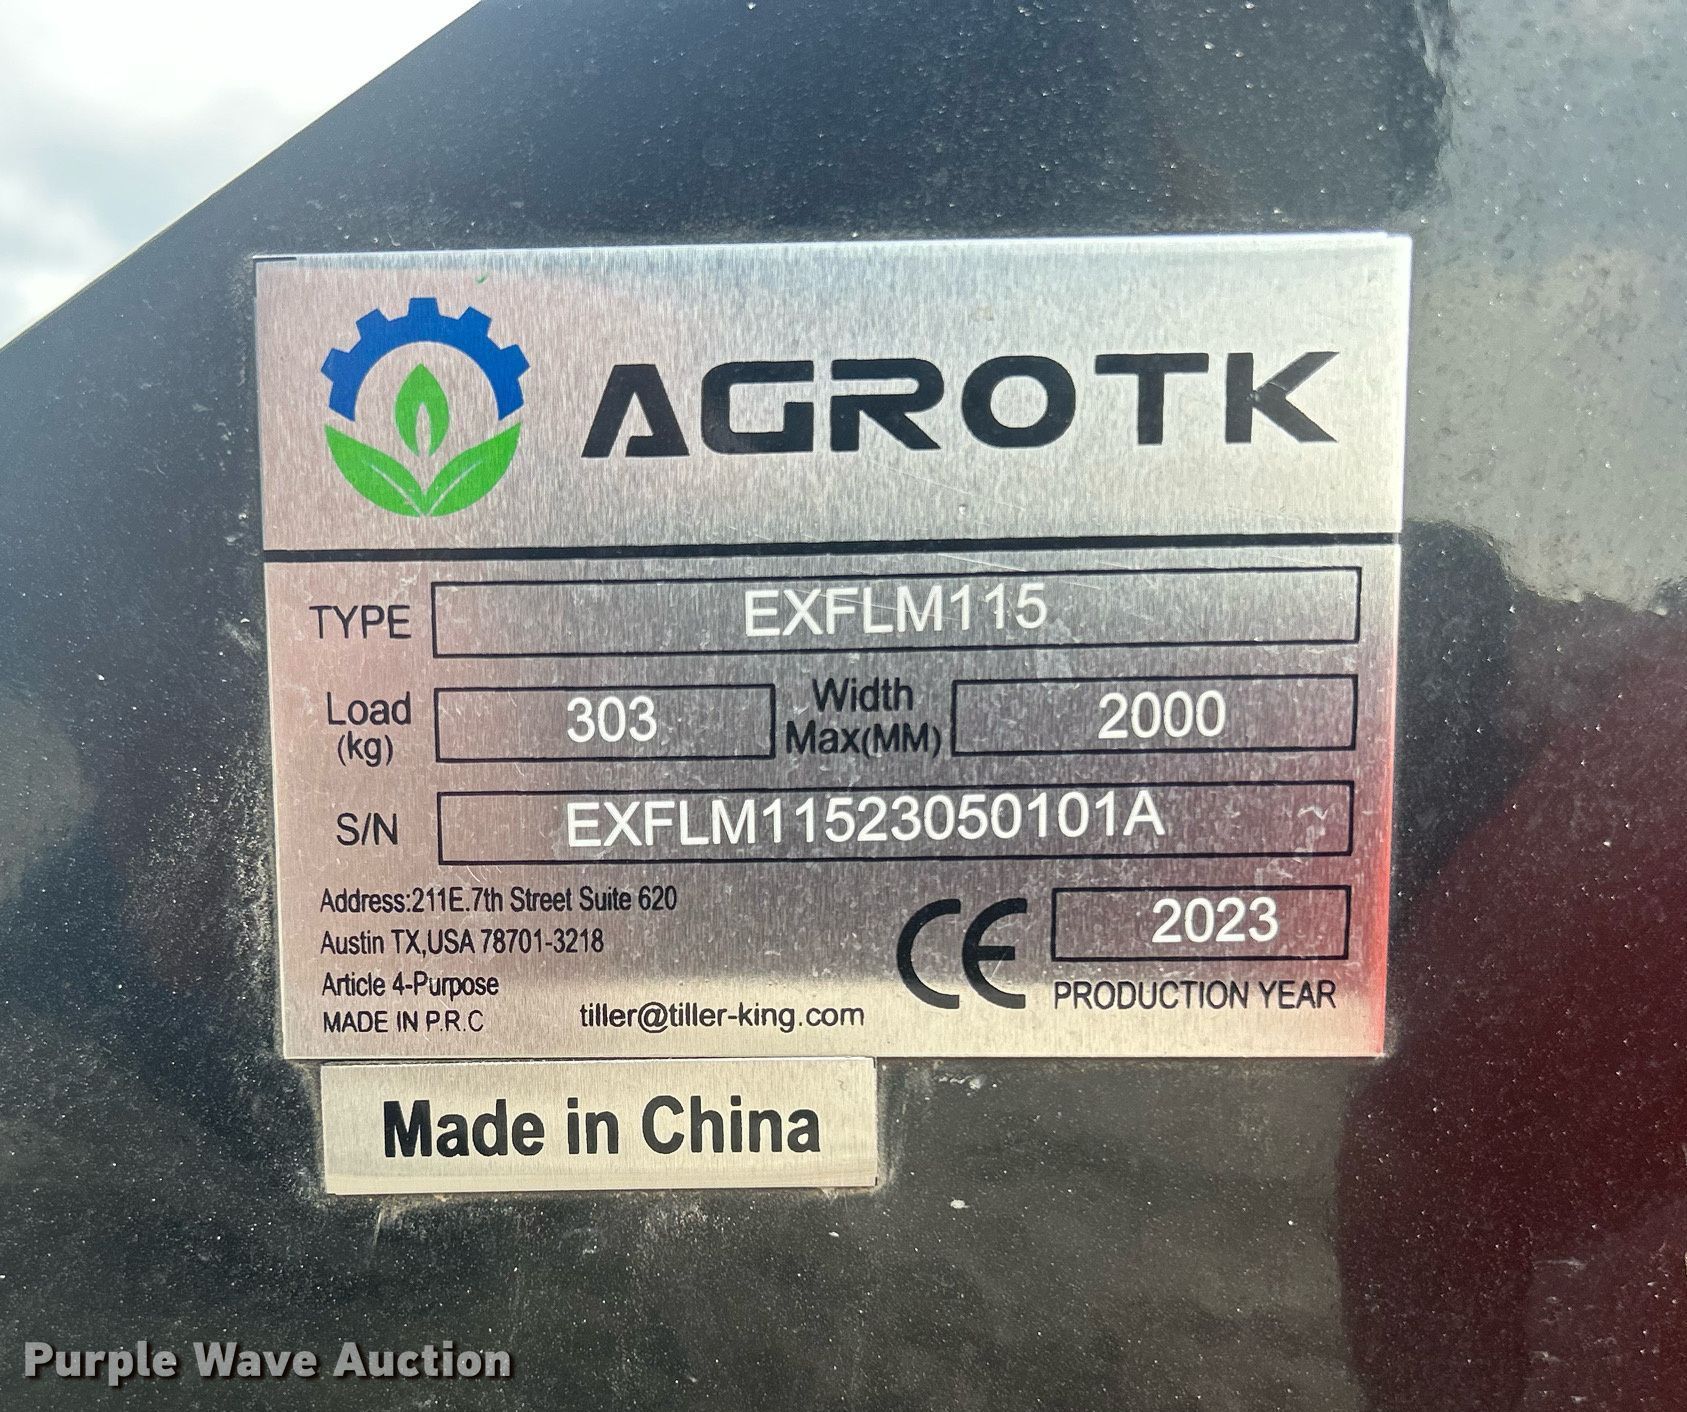 AGROTK
TYPE EXFLM115
Load (kg) 303 Width Max(MM) 2000
S/N EXFLM11523050101A
Address:211E.7th Street Suite 620
Austin TX,USA 78701-3218
Article 4-Purpose
MADE IN P.R.C
tiller@tiller-king.com
CE
2023
PRODUCTION YEAR
Made in China
Purple Wave Auction